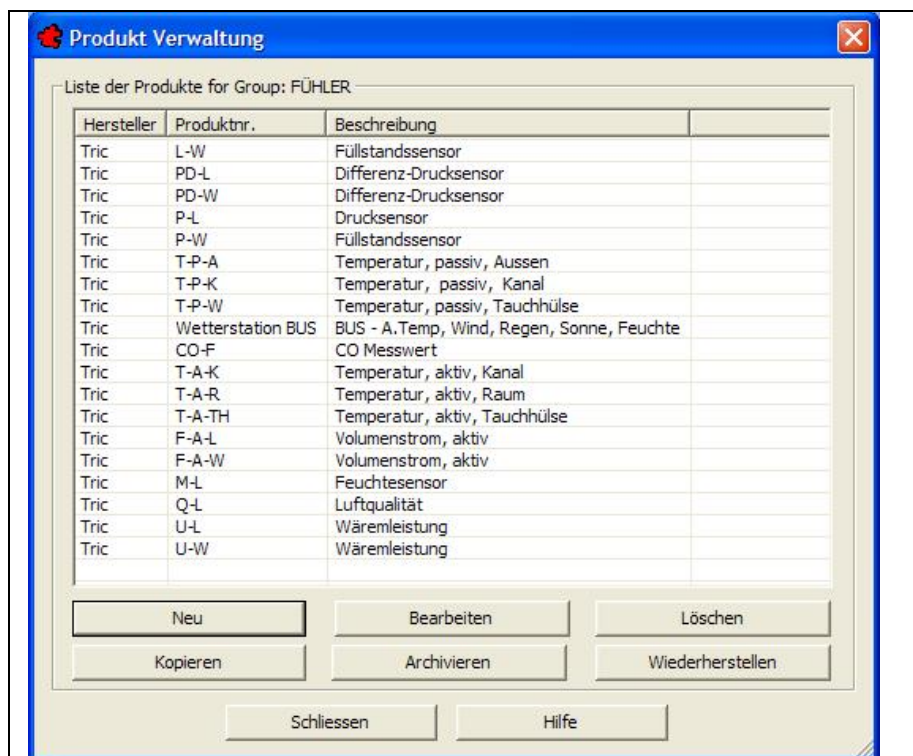 Produkt Verwaltung
Liste der Produkte for Group: FÜHLER
Hersteller Produktnr. Beschreibung
Tric L-W Füllstandssensor
Tric PD-L Differenz-Drucksensor
Tric PD-W Differenz-Drucksensor
Tric P-L Drucksensor
Tric P-W Füllstandssensor
Tric T-P-A Temperatur, passiv, Aussen
Tric T-P-K Temperatur, passiv, Kanal
Tric T-P-W Temperatur, passiv, Tauchhülse
Tric Wetterstation BUS BUS - A.Temp, Wind, Regen, Sonne, Feuchte
Tric CO-F CO Messwert
Tric T-A-K Temperatur, aktiv, Kanal
Tric T-A-R Temperatur, aktiv, Raum
Tric T-A-TH Temperatur, aktiv, Tauchhülse
Tric F-A-L Volumenstrom, aktiv
Tric F-A-W Volumenstrom, aktiv
Tric M-L Feuchtesensor
Tric Q-L Luftqualität
Tric U-L Wäremleistung
Tric U-W Wäremleistung
Neu Bearbeiten Löschen
Kopieren Archivieren Wiederherstellen
Schliessen Hilfe